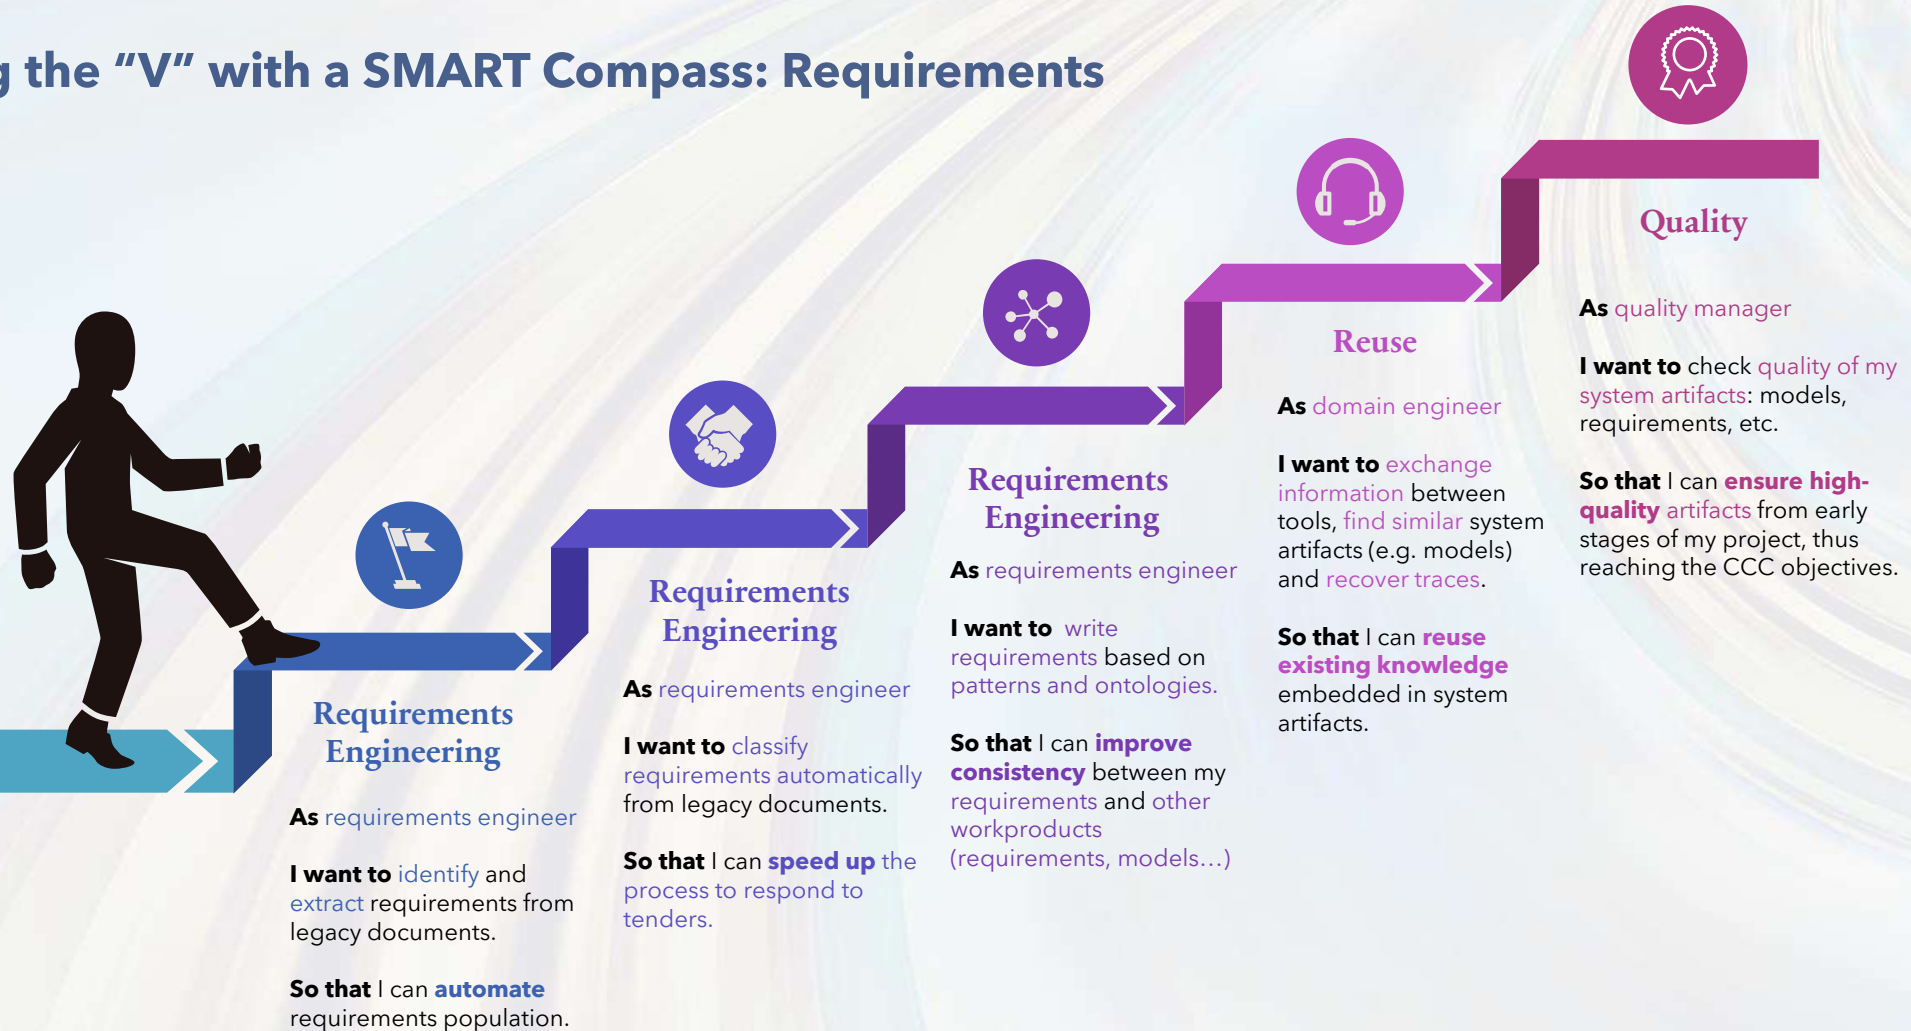 g the “V” with a SMART Compass: Requirements
Requirements
Engineering
As requirements engineer
I want to identify and
extract requirements from
legacy documents.
So that I can automate
requirements population.
Requirements
Engineering
As requirements engineer
I want to classify
requirements automatically
from legacy documents.
So that I can speed up the
process to respond to
tenders.
Requirements
Engineering
As requirements engineer
I want to write
requirements based on
patterns and ontologies.
So that I can improve
consistency between my
requirements and other
workproducts
(requirements, models…)
Reuse
As domain engineer
I want to exchange
information between
tools, find similar system
artifacts (e.g. models)
and recover traces.
So that I can reuse
existing knowledge
embedded in system
artifacts.
Quality
As quality manager
I want to check quality of my
system artifacts: models,
requirements, etc.
So that I can ensure high-
quality artifacts from early
stages of my project, thus
reaching the CCC objectives.